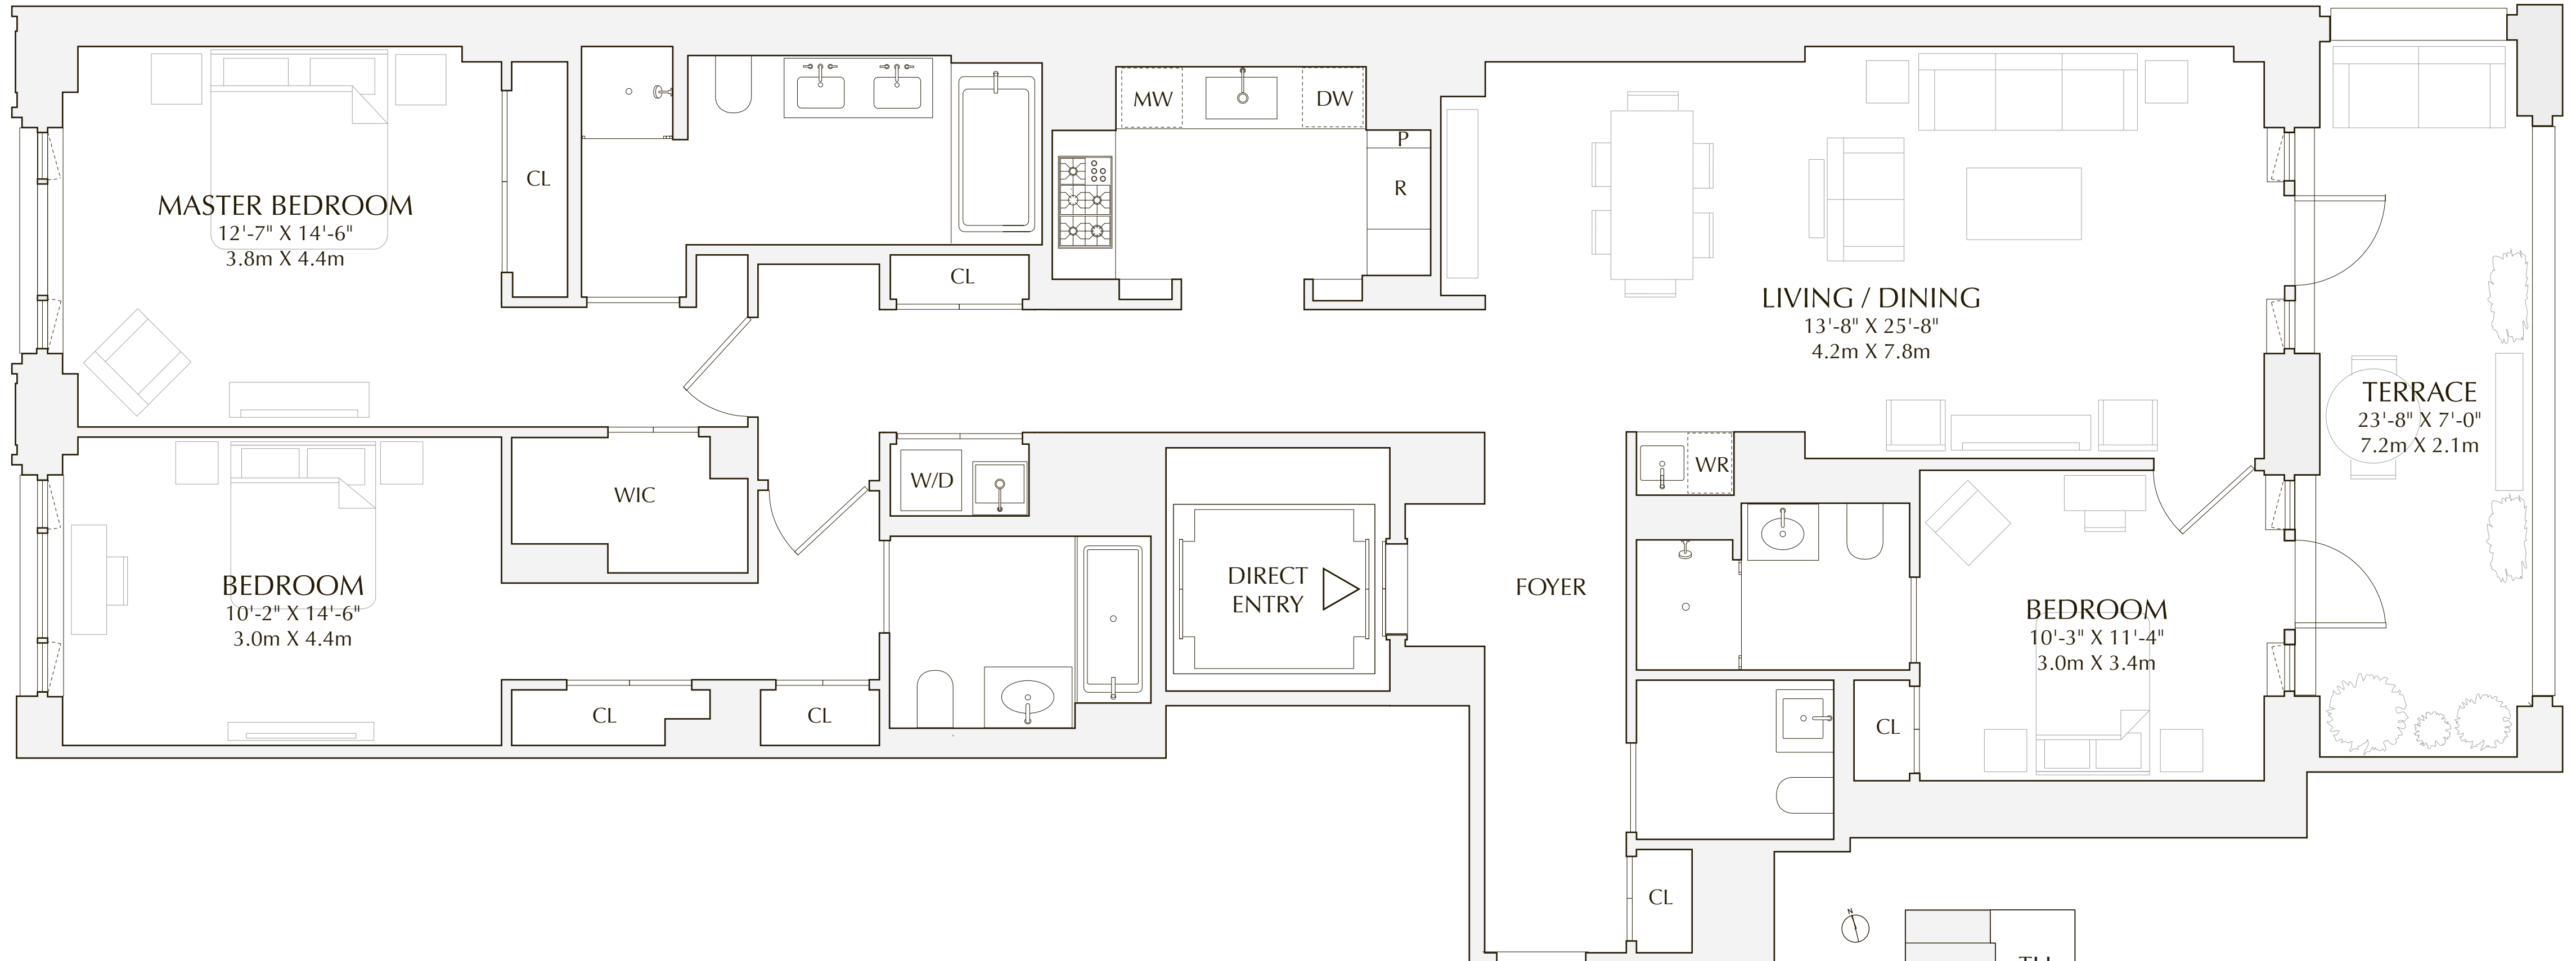 MASTER BEDROOM
12'-7" X 14'-6"
3.8m X 4.4m
CL
CL
MW
DW
P
R
LIVING / DINING
13'-8" X 25'-8"
4.2m X 7.8m
TERRACE
23'-8" X 7'-0"
7.2m X 2.1m
WIC
W/D
WR
BEDROOM
10'-2" X 14'-6"
3.0m X 4.4m
DIRECT
ENTRY
FOYER
BEDROOM
10'-3" X 11'-4"
3.0m X 3.4m
CL
CL
CL
CL
N